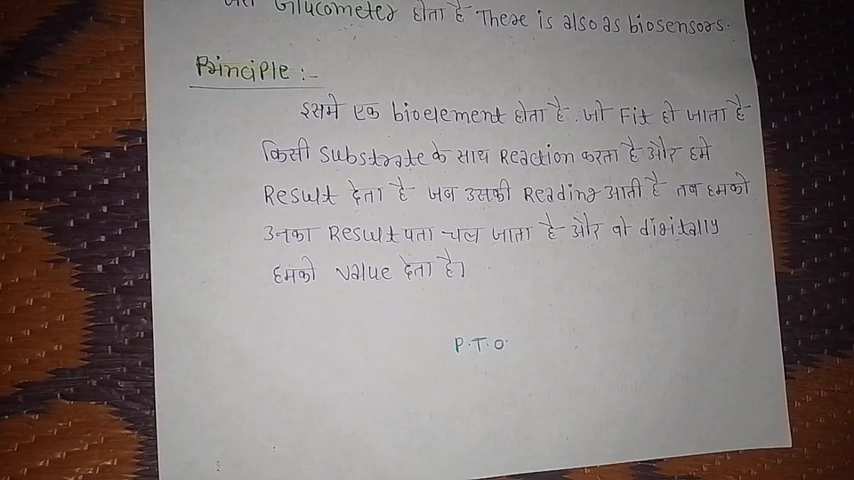 Glucometer होता है There is also as biosensors.
Principle :-
इसमे एक bioelement होता है. जो Fit हो जाता है
किसी Substrate के साथ Reaction करता है और हमे
Result देता है जब उसकी Reading आती है तब हमको
उनका Result पता चल जाता है और वो digitally
हमको value देता है।
P.T.O.